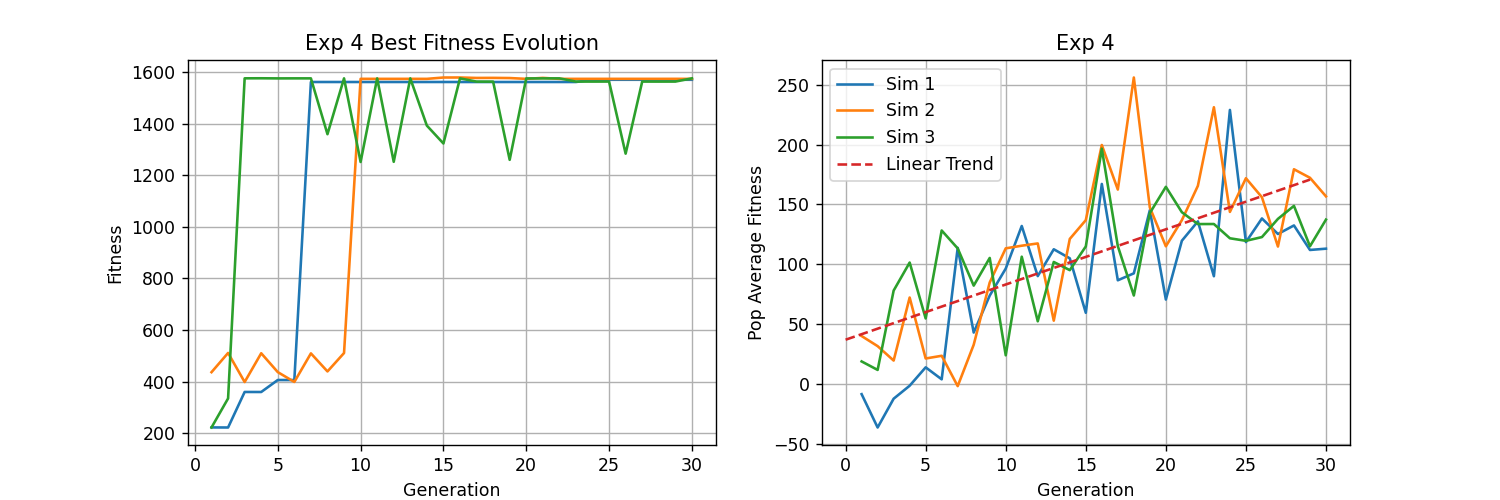 Exp 4 Best Fitness Evolution
Fitness
1600
1400
1200
1000
800
600
400
200
0 5 10 15 20 25 30
Generation
Exp 4
Pop Average Fitness
250
200
150
100
50
0
−50
Sim 1
Sim 2
Sim 3
Linear Trend
0 5 10 15 20 25 30
Generation